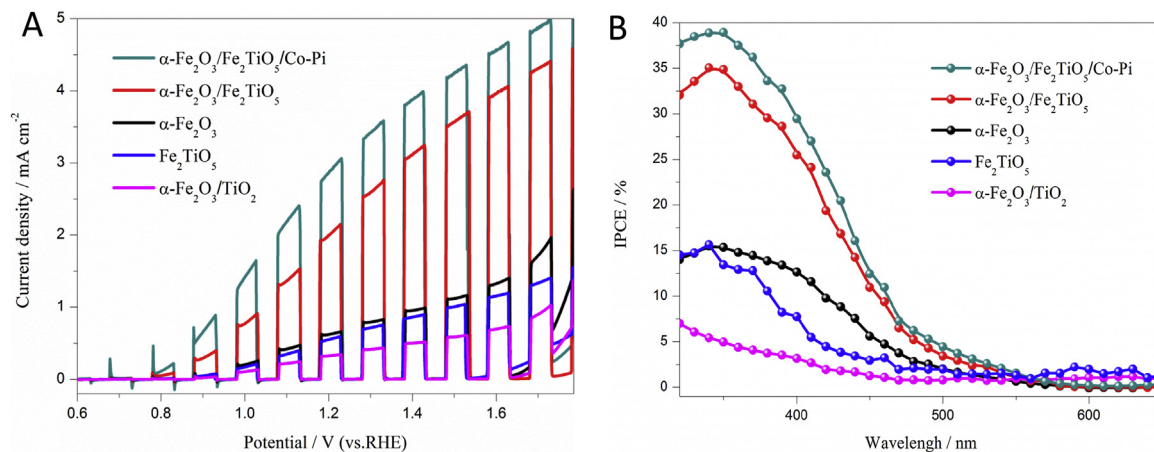 A
5
4
3
2
1
0
Current density / mA cm⁻²
α-Fe₂O₃/Fe₂TiO₅/Co-Pi
α-Fe₂O₃/Fe₂TiO₅
α-Fe₂O₃
Fe₂TiO₅
α-Fe₂O₃/TiO₂
0.6 0.8 1.0 1.2 1.4 1.6
Potential / V (vs.RHE)
B
40
35
30
25
20
15
10
5
0
IPCE / %
α-Fe₂O₃/Fe₂TiO₅/Co-Pi
α-Fe₂O₃/Fe₂TiO₅
α-Fe₂O₃
Fe₂TiO₅
α-Fe₂O₃/TiO₂
400 500 600
Wavelengh / nm